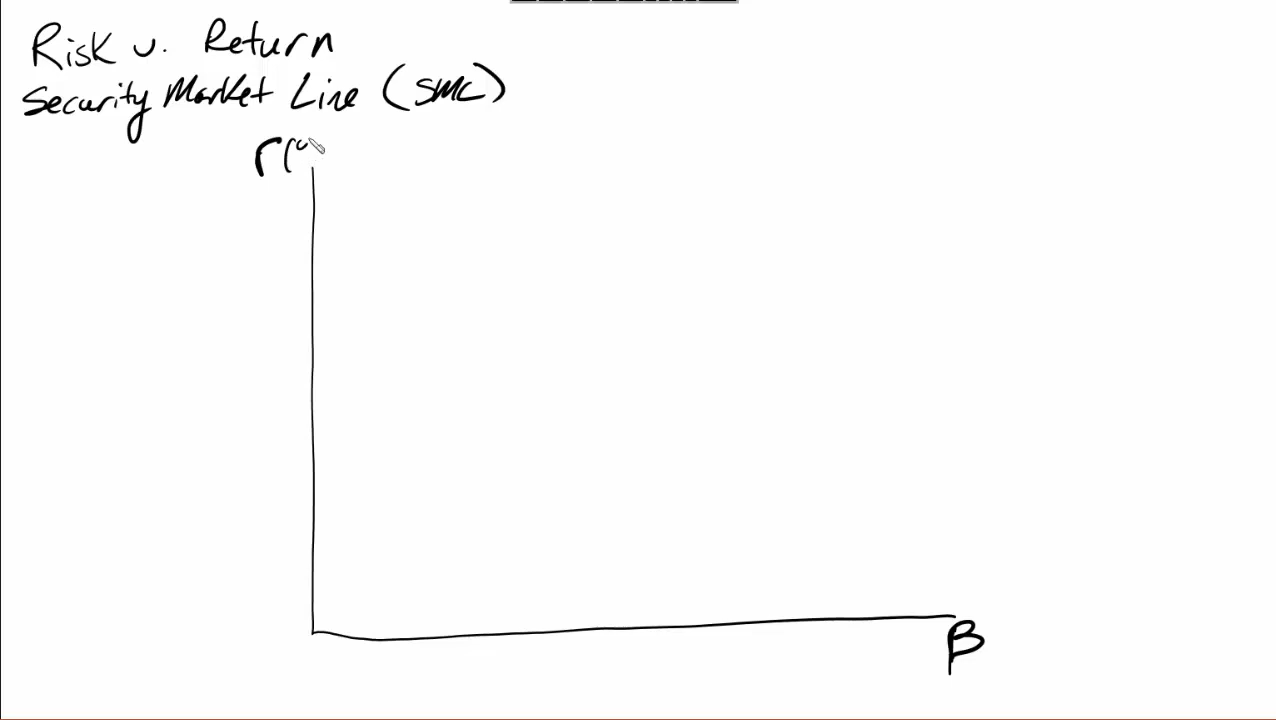 Risk v. Return
Security Market Line (SML)
r(%
β